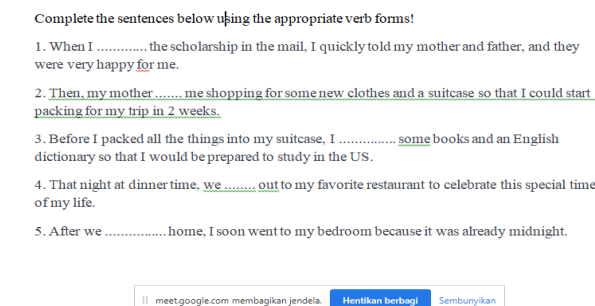 Complete the sentences below using the appropriate verb forms!
1. When I ............. the scholarship in the mail, I quickly told my mother and father, and they
were very happy for me.
2. Then, my mother ....... me shopping for some new clothes and a suitcase so that I could start
packing for my trip in 2 weeks.
3. Before I packed all the things into my suitcase, I ............... some books and an English
dictionary so that I would be prepared to study in the US.
4. That night at dinner time, we ........ out to my favorite restaurant to celebrate this special time
of my life.
5. After we ................ home, I soon went to my bedroom because it was already midnight.
meet.google.com membagikan jendela. Hentikan berbagi Sembunyikan